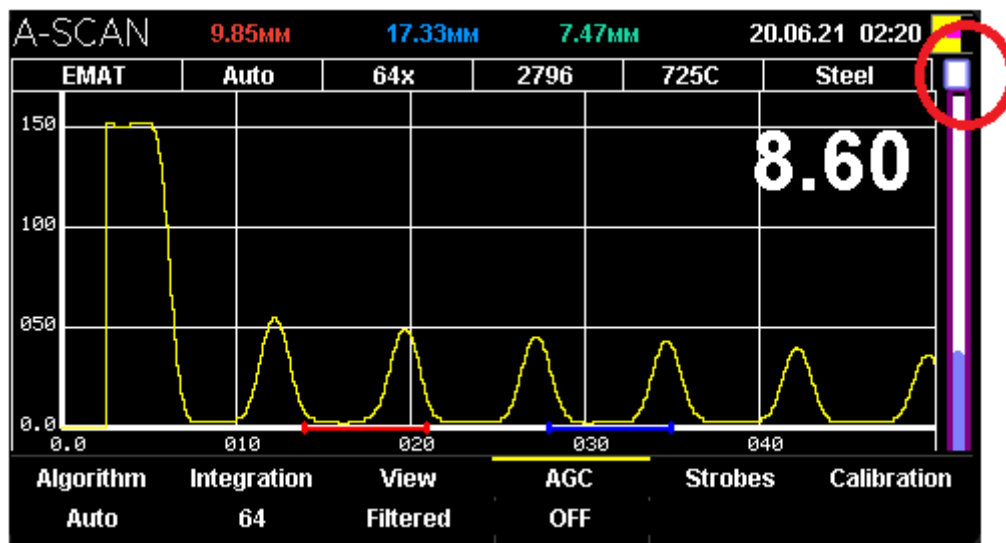 A-SCAN 9.85мм 17.33мм 7.47мм 20.06.21 02:20
EMAT Auto 64x 2796 725C Steel
150
8.60
100
050
0.0
0.0 010 020 030 040
Algorithm Integration View AGC Strobes Calibration
Auto 64 Filtered OFF